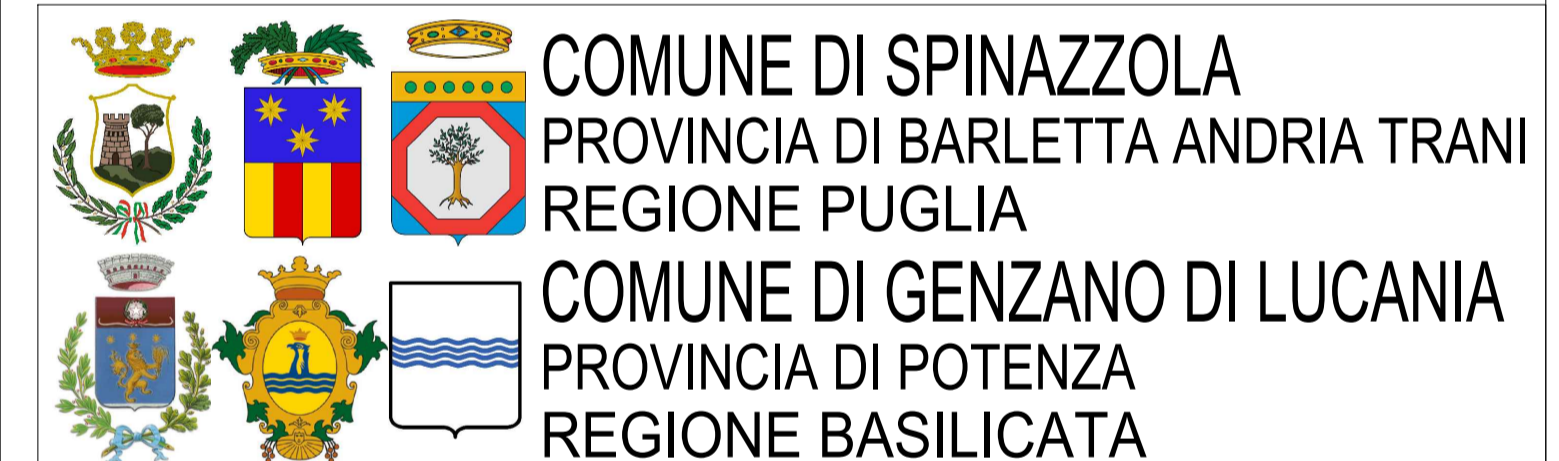 COMUNE DI SPINAZZOLA
PROVINCIA DI BARLETTA ANDRIA TRANI
REGIONE PUGLIA
COMUNE DI GENZANO DI LUCANIA
PROVINCIA DI POTENZA
REGIONE BASILICATA